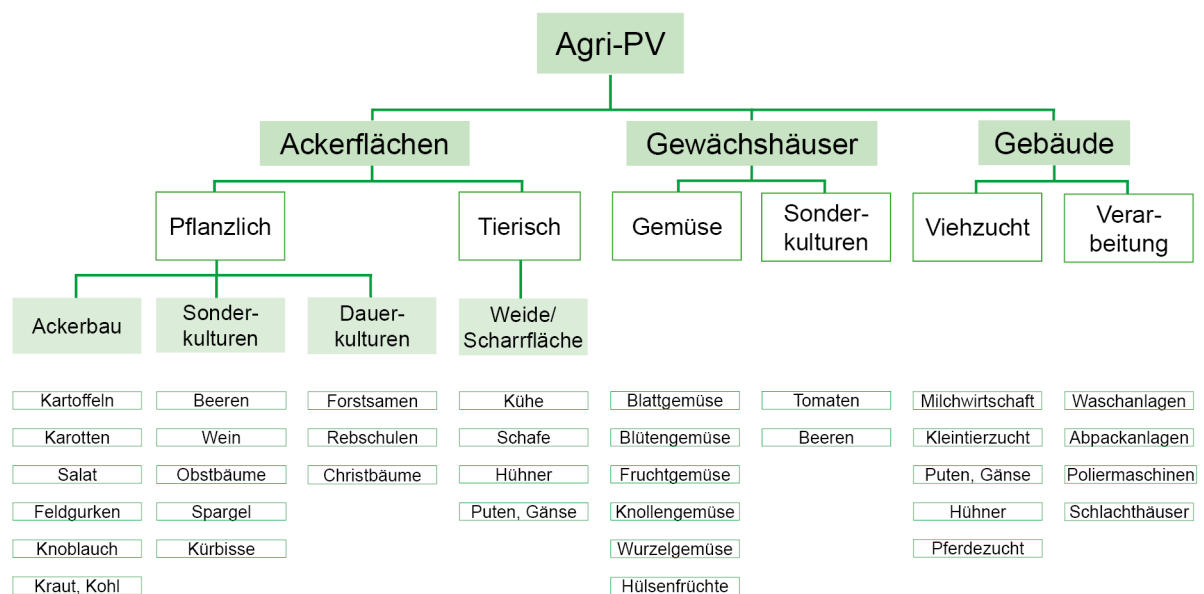 Agri-PV
Ackerflächen
Gewächshäuser
Gebäude
Pflanzlich
Tierisch
Gemüse
Sonder-
kulturen
Viehzucht
Verar-
beitung
Ackerbau
Sonder-
kulturen
Dauer-
kulturen
Weide/
Scharrfläche
Kartoffeln
Karotten
Salat
Feldgurken
Knoblauch
Kraut, Kohl
Beeren
Wein
Obstbäume
Spargel
Kürbisse
Forstsamen
Rebschulen
Christbäume
Kühe
Schafe
Hühner
Puten, Gänse
Blattgemüse
Blütengemüse
Fruchtgemüse
Knollengemüse
Wurzelgemüse
Hülsenfrüchte
Tomaten
Beeren
Milchwirtschaft
Kleintierzucht
Puten, Gänse
Hühner
Pferdezucht
Waschanlagen
Abpackanlagen
Poliermaschinen
Schlachthäuser